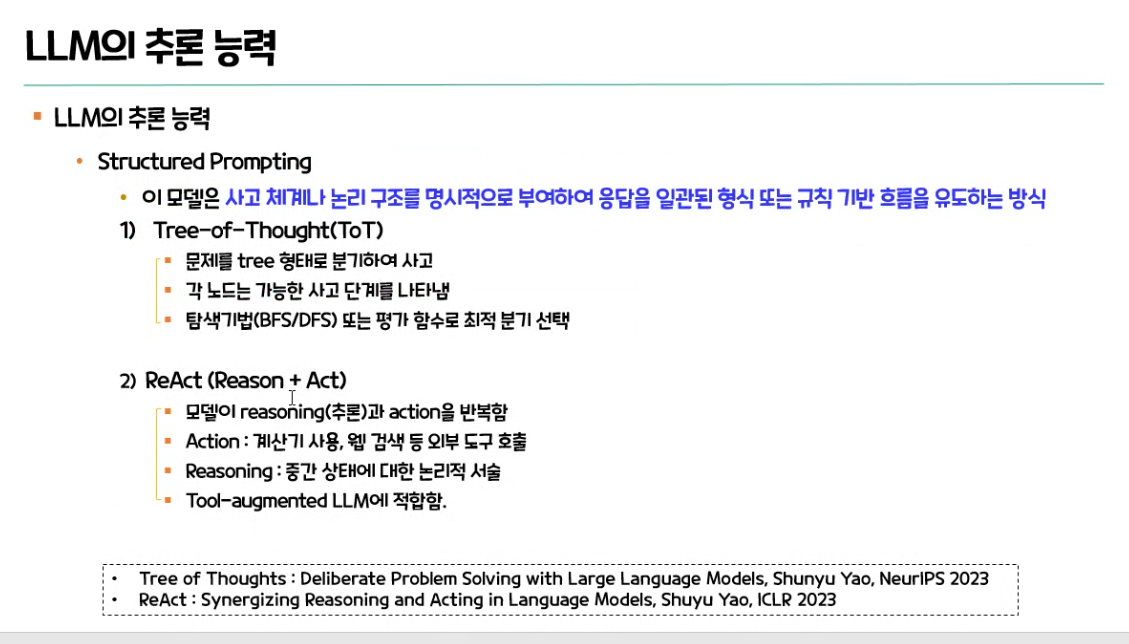 LLM의 추론 능력
▪ LLM의 추론 능력
• Structured Prompting
• 이 모델은 사고 체계나 논리 구조를 명시적으로 부여하여 응답을 일관된 형식 또는 규칙 기반 흐름을 유도하는 방식
1) Tree-of-Thought(ToT)
▪ 문제를 tree 형태로 분기하여 사고
▪ 각 노드는 가능한 사고 단계를 나타냄
▪ 탐색기법(BFS/DFS) 또는 평가 함수로 최적 분기 선택
2) ReAct (Reason + Act)
▪ 모델이 reasoning(추론)과 action을 반복함
▪ Action : 계산기 사용, 웹 검색 등 외부 도구 호출
▪ Reasoning : 중간 상태에 대한 논리적 서술
▪ Tool-augmented LLM에 적합함.
• Tree of Thoughts : Deliberate Problem Solving with Large Language Models, Shunyu Yao, NeurIPS 2023
• ReAct : Synergizing Reasoning and Acting in Language Models, Shuyu Yao, ICLR 2023